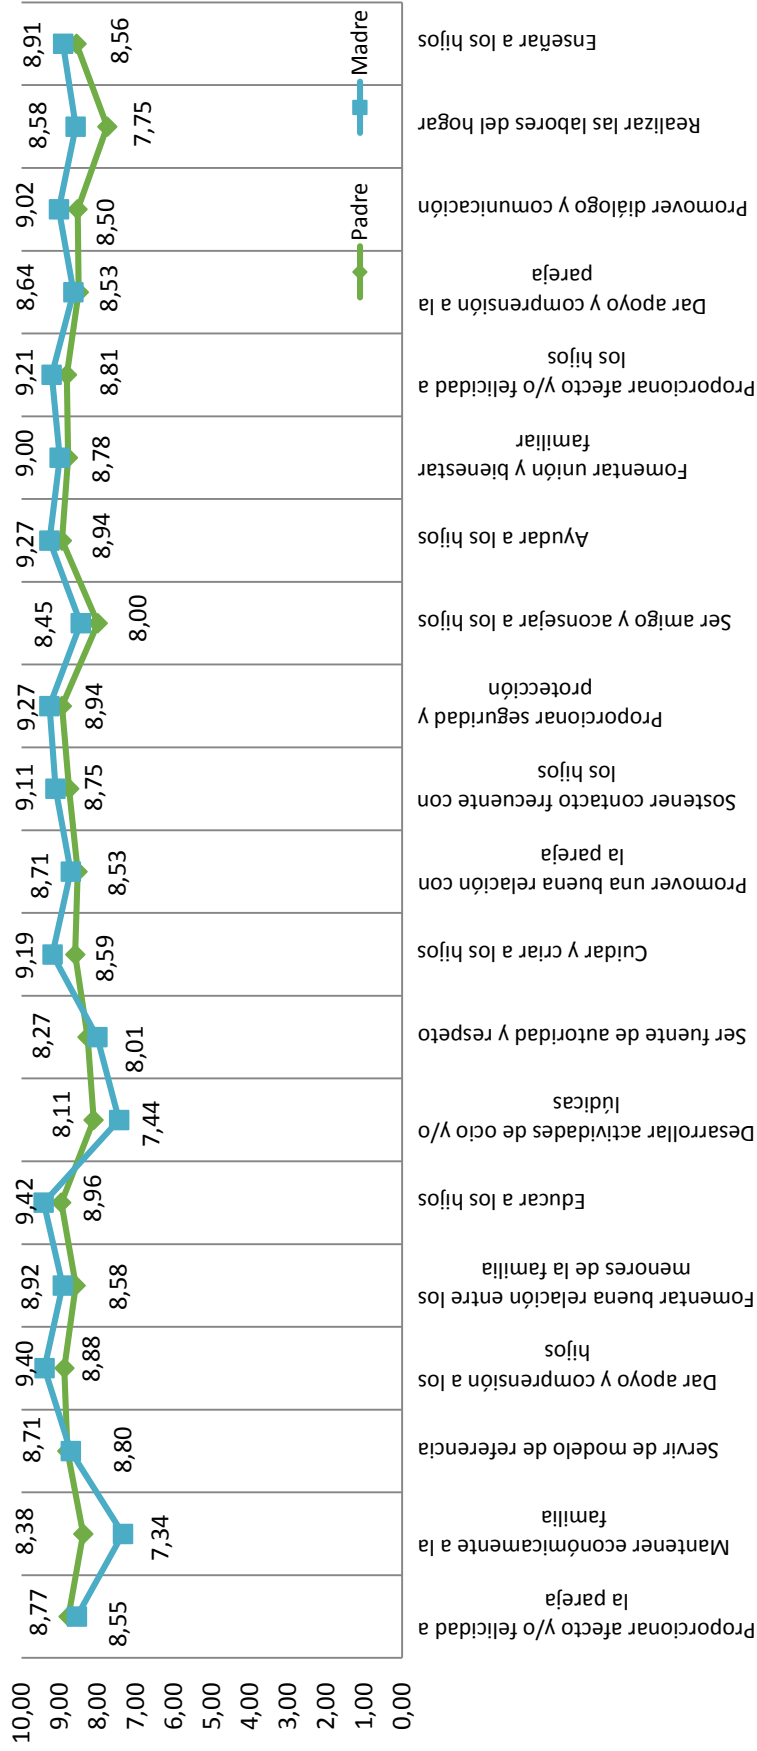 10,00
9,00
8,00
7,00
6,00
5,00
4,00
3,00
2,00
1,00
0,00
8,77
8,55
8,38
7,34
8,71
8,80
9,40
8,88
8,92
8,58
9,42
8,96
8,11
7,44
8,27
8,01
9,19
8,59
8,71
8,53
9,11
8,75
9,27
8,94
8,45
8,00
9,27
8,94
9,00
8,78
9,21
8,81
8,64
8,53
9,02
8,50
8,58
7,75
8,91
8,56
Padre
Madre
Proporcionar afecto y/o felicidad a
la pareja
Mantener económicamente a la
familia
Servir de modelo de referencia
Dar apoyo y comprensión a los
hijos
Fomentar buena relación entre los
menores de la familia
Educar a los hijos
Desarrollar actividades de ocio y/o
lúdicas
Ser fuente de autoridad y respeto
Cuidar y criar a los hijos
Promover una buena relación con
la pareja
Sostener contacto frecuente con
los hijos
Proporcionar seguridad y
protección
Ser amigo y aconsejar a los hijos
Ayudar a los hijos
Fomentar unión y bienestar
familiar
Proporcionar afecto y/o felicidad a
los hijos
Dar apoyo y comprensión a la
pareja
Promover diálogo y comunicación
Realizar las labores del hogar
Enseñar a los hijos